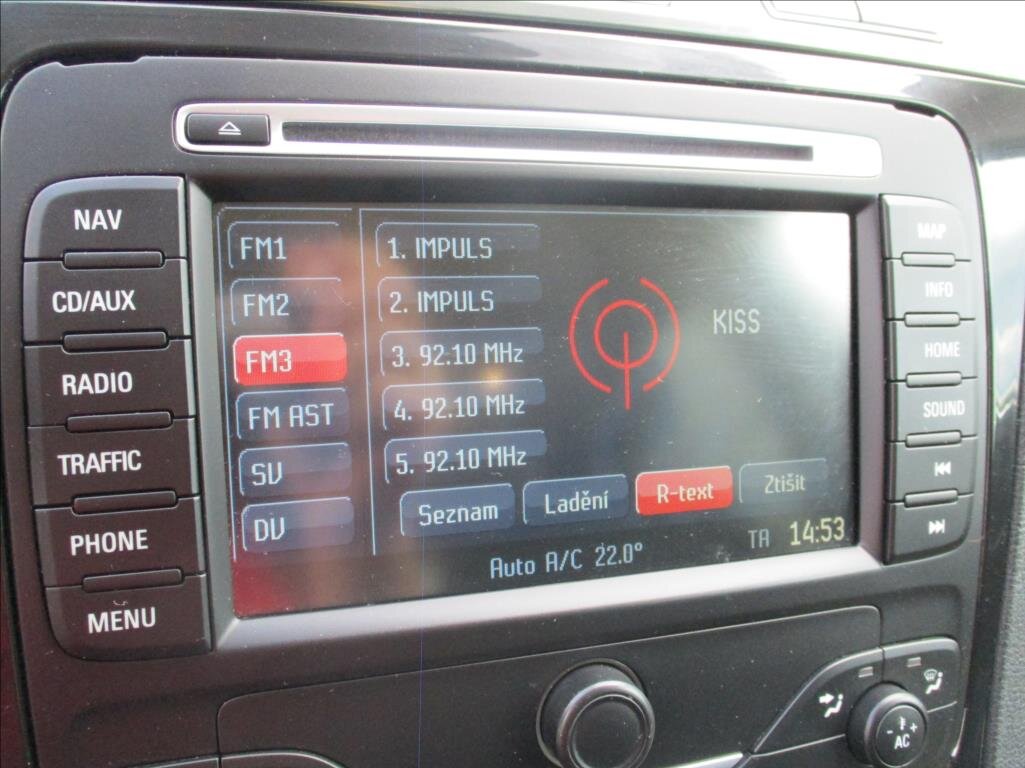 NAV
CD/AUX
RADIO
TRAFFIC
PHONE
MENU
FM1
FM2
FM3
FM AST
SV
DV
1. IMPULS
2. IMPULS
3. 92.10 MHz
4. 92.10 MHz
5. 92.10 MHz
KISS
Seznam
Ladění
R-text
Ztišit
TA 14:53
Auto A/C 22.0°
MAP
INFO
HOME
SOUND
- +
AC